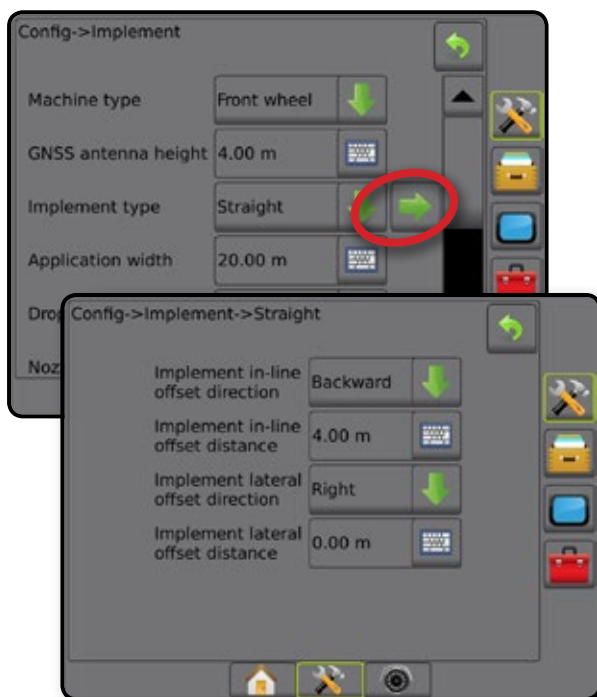 Config->Implement
Machine type
Front wheel
GNSS antenna height
4.00 m
Implement type
Straight
Application width
20.00 m
Config->Implement->Straight
Implement in-line
offset direction
Backward
Implement in-line
offset distance
4.00 m
Implement lateral
offset direction
Right
Implement lateral
offset distance
0.00 m